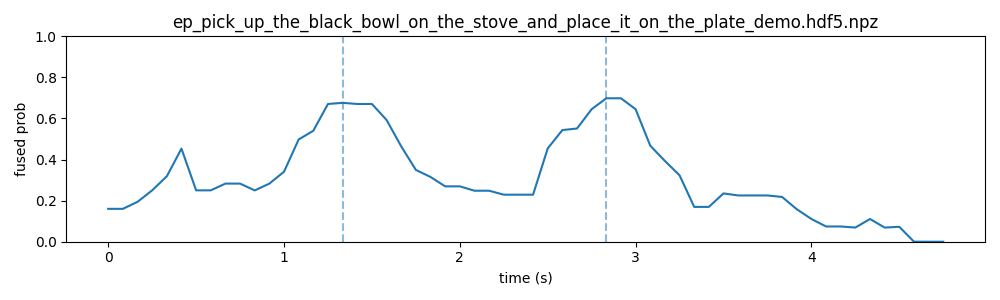 ep_pick_up_the_black_bowl_on_the_stove_and_place_it_on_the_plate_demo.hdf5.npz
1.0
0.8
0.6
0.4
0.2
0.0
fused prob
0 1 2 3 4
time (s)